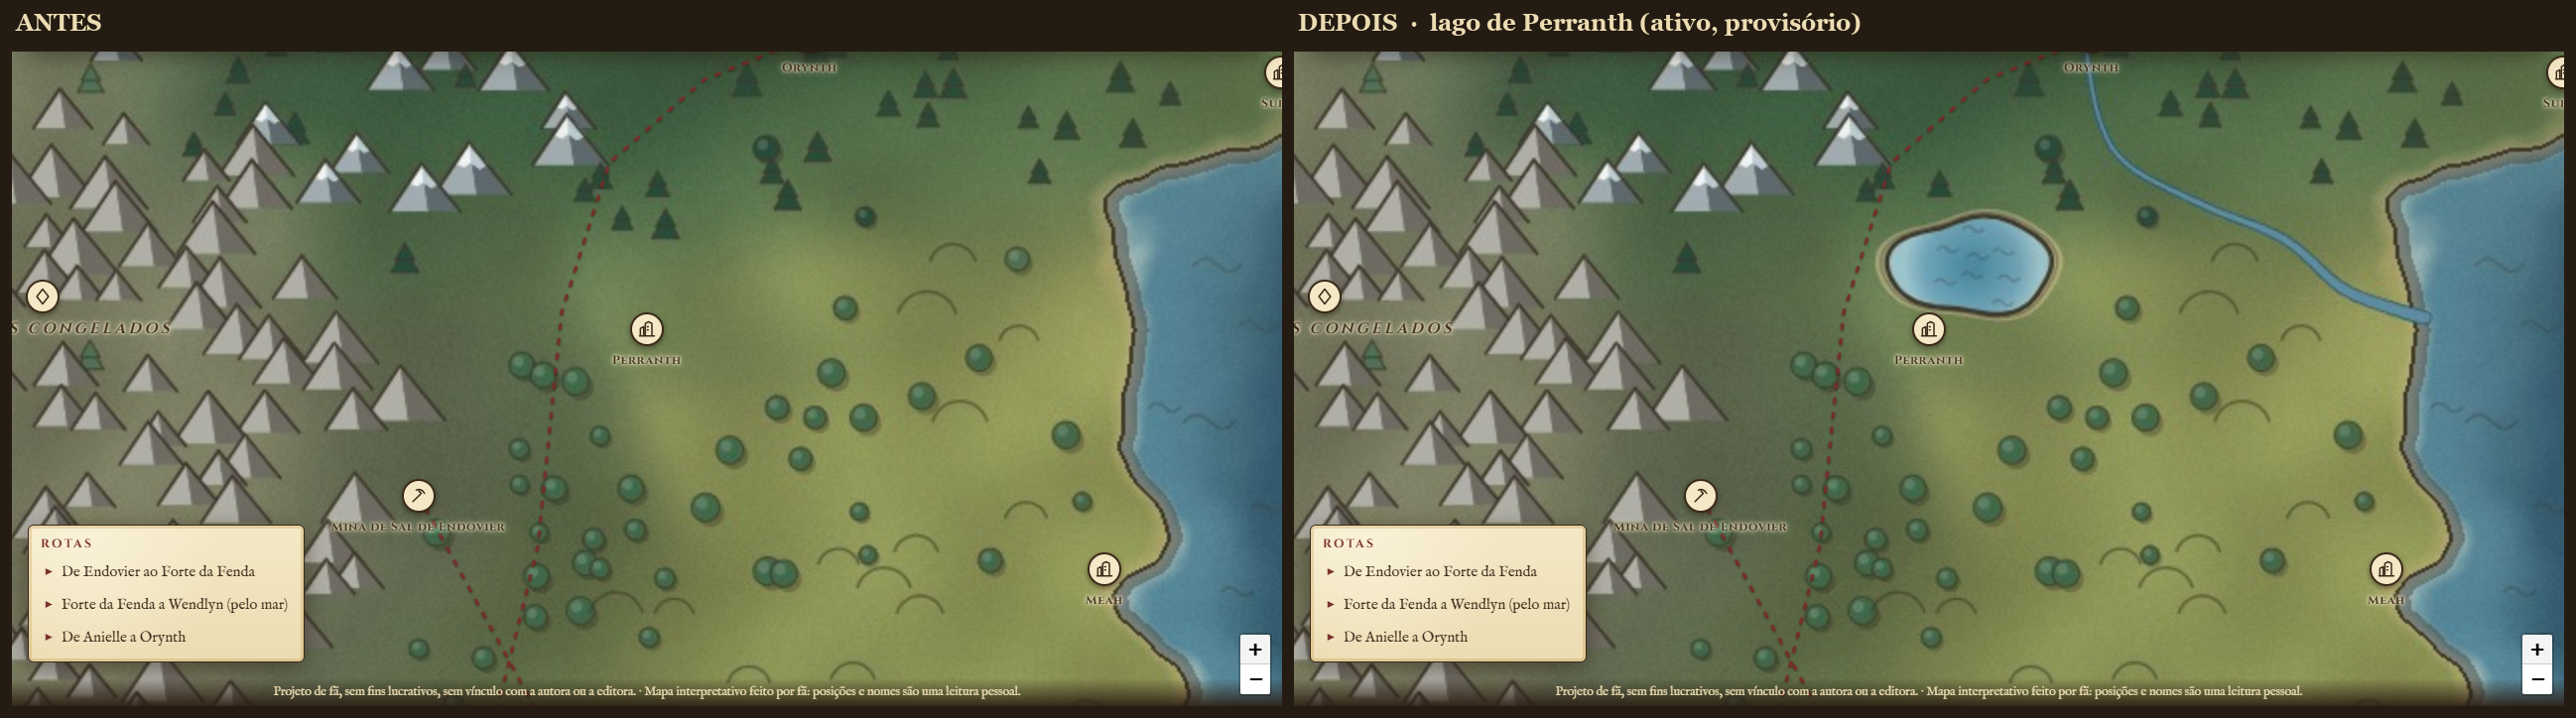 ANTES
ORYNTH
SU
S CONGELADOS
PERRANTH
MINA DE SAL DE ENDOVIER
ROTAS
▸ De Endovier ao Forte da Fenda
▸ Forte da Fenda a Wendlyn (pelo mar)
▸ De Anielle a Orynth
MEAH
+
−
Projeto de fã, sem fins lucrativos, sem vínculo com a autora ou a editora. · Mapa interpretativo feito por fã: posições e nomes são uma leitura pessoal.
DEPOIS · lago de Perranth (ativo, provisório)
ORYNTH
SU
S CONGELADOS
PERRANTH
MINA DE SAL DE ENDOVIER
ROTAS
▸ De Endovier ao Forte da Fenda
▸ Forte da Fenda a Wendlyn (pelo mar)
▸ De Anielle a Orynth
MEAH
+
−
Projeto de fã, sem fins lucrativos, sem vínculo com a autora ou a editora. · Mapa interpretativo feito por fã: posições e nomes são uma leitura pessoal.